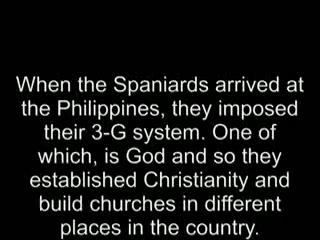 When the Spaniards arrived at
the Philippines, they imposed
their 3-G system. One of
which, is God and so they
established Christianity and
build churches in different
places in the country.